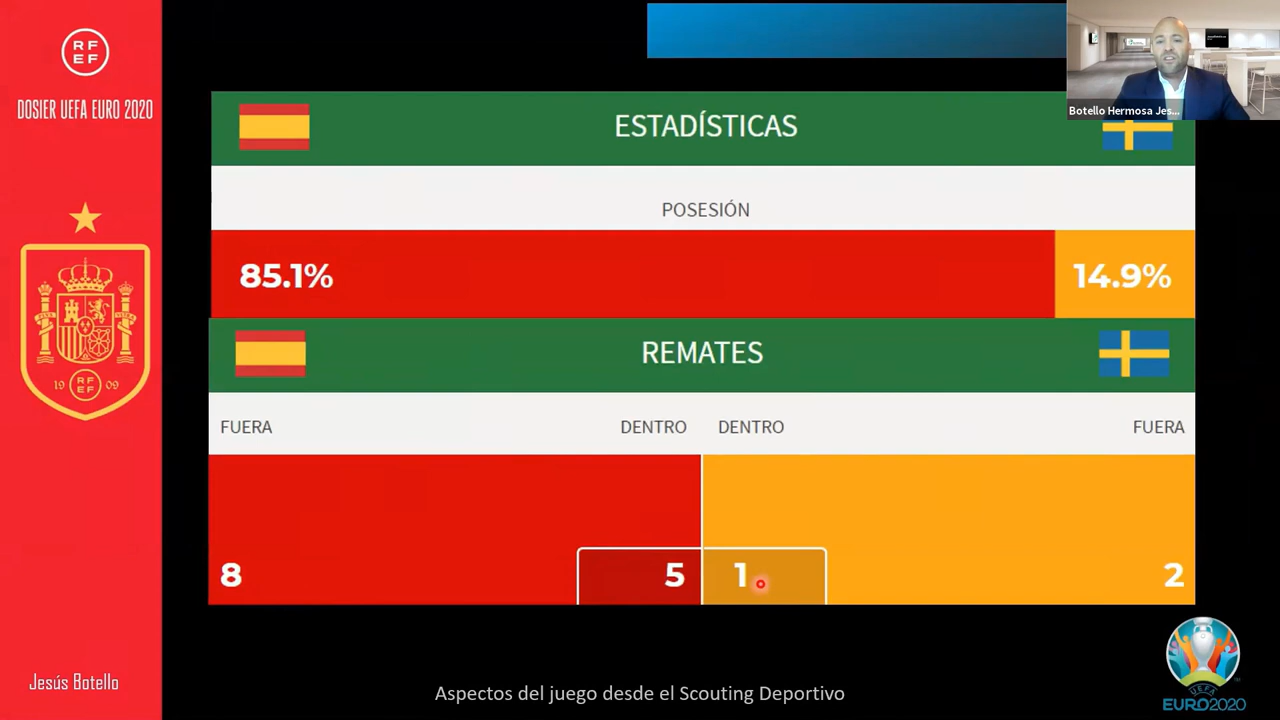 RF
EF
DOSIER UEFA EURO 2020
19 RF 09
EF
Jesús Botello
Botello Hermosa Jes...
ESTADÍSTICAS
POSESIÓN
85.1% 14.9%
REMATES
FUERA DENTRO DENTRO FUERA
8 5 1 2
Aspectos del juego desde el Scouting Deportivo
UEFA
EURO2020